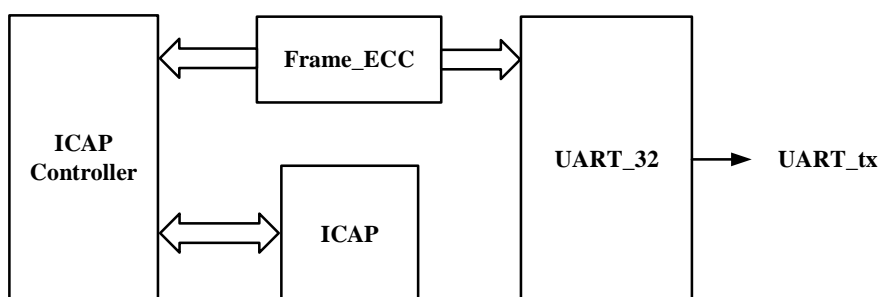 Frame_ECC
ICAP
Controller
UART_32
UART_tx
ICAP